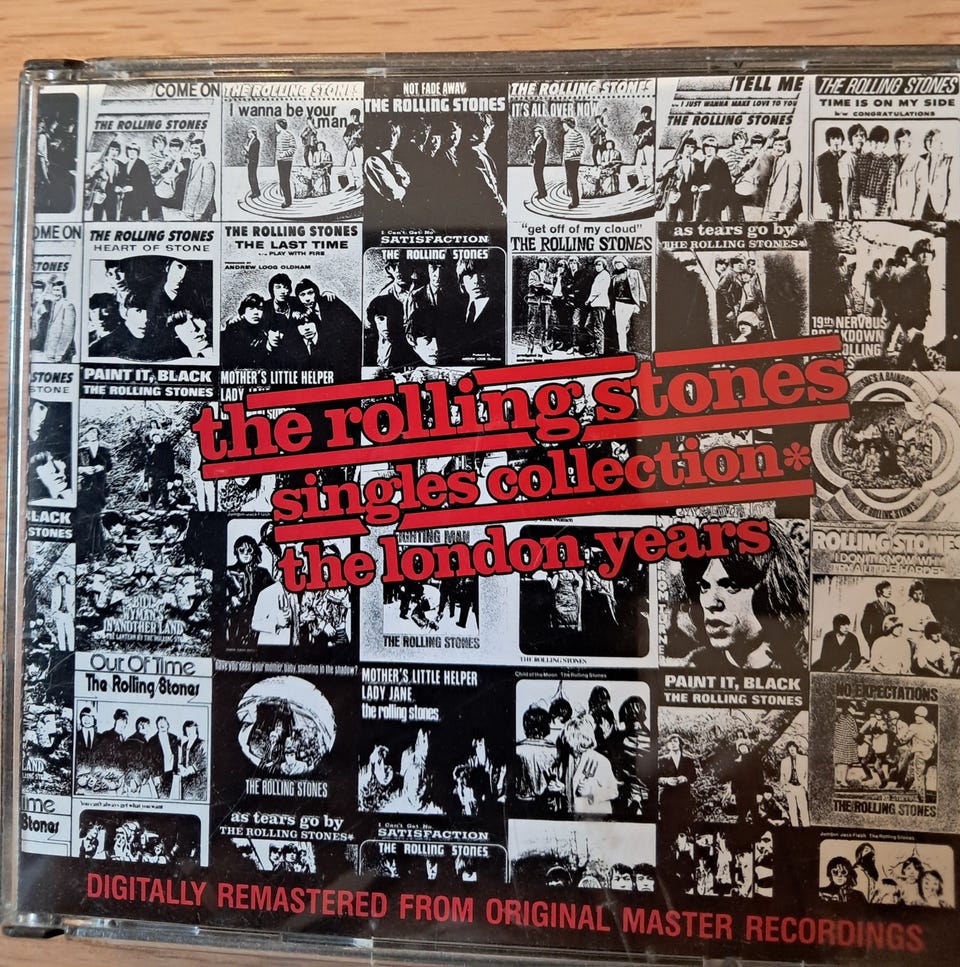 COME ON
THE ROLLING STONES
THE ROLLING STONES
I wanna be your
man
NOT FADE AWAY
THE ROLLING STONES
THE ROLLING STONES
IT'S ALL OVER NOW
TELL ME
I JUST WANNA MAKE LOVE TO YOU
THE ROLLING STONES
THE ROLLING STONES
TIME IS ON MY SIDE
b/w CONGRATULATIONS
OME ON
STONES
THE ROLLING STONES
HEART OF STONE
THE ROLLING STONES
THE LAST TIME
PLAY WITH FIRE
ANDREW LOOG OLDHAM
I Can't Get No
SATISFACTION
THE ROLLING STONES
"get off of my cloud"
THE ROLLING STONES
as tears go by
THE ROLLING STONES*
19th NERVOUS
KDOWN
OLLING
STONES
STONE
PAINT IT, BLACK
THE ROLLING STONES
MOTHER'S LITTLE HELPER
LADY
the rolling stones
singles collection*
the london years
LACK
STONES
IN ANOTHER LAND
THE ROLLING STONES
THE ROLLING STONES
ROLLING STONES
Out Of Time
The Rolling Stones
Have you seen your mother, baby, standing in the shadow?
THE ROLLING STONES
MOTHER'S LITTLE HELPER
LADY JANE
the rolling stones
Child of the Moon The Rolling Stones
PAINT IT, BLACK
THE ROLLING STONES
NO EXPECTATIONS
THE ROLLING STONES
LAND
ime
Stones
You can't always get what you want
as tears go by
THE ROLLING STONES*
I Can't Get No
SATISFACTION
THE ROLLING STONES
Jumpin Jack Flash The Rolling Stones
DIGITALLY REMASTERED FROM ORIGINAL MASTER RECORDINGS